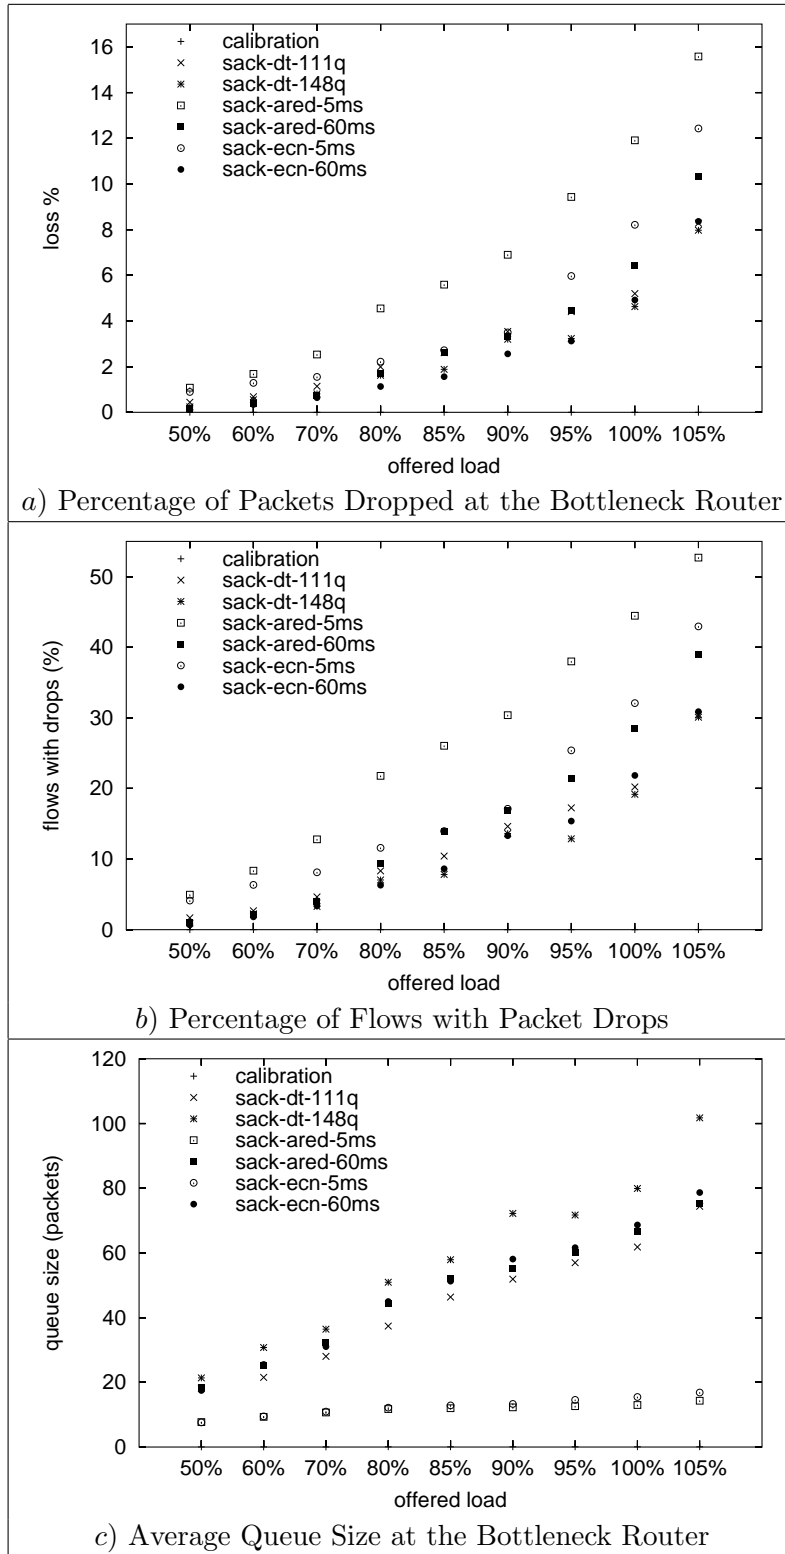 16
14
12
10
8
6
4
2
0
loss %
calibration
sack-dt-111q
sack-dt-148q
sack-ared-5ms
sack-ared-60ms
sack-ecn-5ms
sack-ecn-60ms
50% 60% 70% 80% 85% 90% 95% 100% 105%
offered load
a) Percentage of Packets Dropped at the Bottleneck Router
50
40
30
20
10
0
flows with drops (%)
calibration
sack-dt-111q
sack-dt-148q
sack-ared-5ms
sack-ared-60ms
sack-ecn-5ms
sack-ecn-60ms
50% 60% 70% 80% 85% 90% 95% 100% 105%
offered load
b) Percentage of Flows with Packet Drops
120
100
80
60
40
20
0
queue size (packets)
calibration
sack-dt-111q
sack-dt-148q
sack-ared-5ms
sack-ared-60ms
sack-ecn-5ms
sack-ecn-60ms
50% 60% 70% 80% 85% 90% 95% 100% 105%
offered load
c) Average Queue Size at the Bottleneck Router